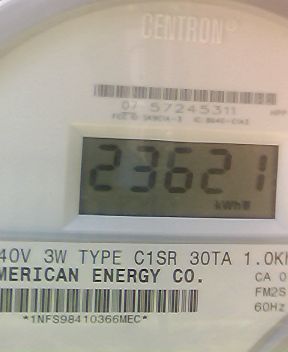 CENTRON®
07 57245311
23621
kWh
40V 3W TYPE C1SR 30TA 1.0K
MERICAN ENERGY CO.
CA 0
FM2S
60Hz
*1NFS98410366MEC*